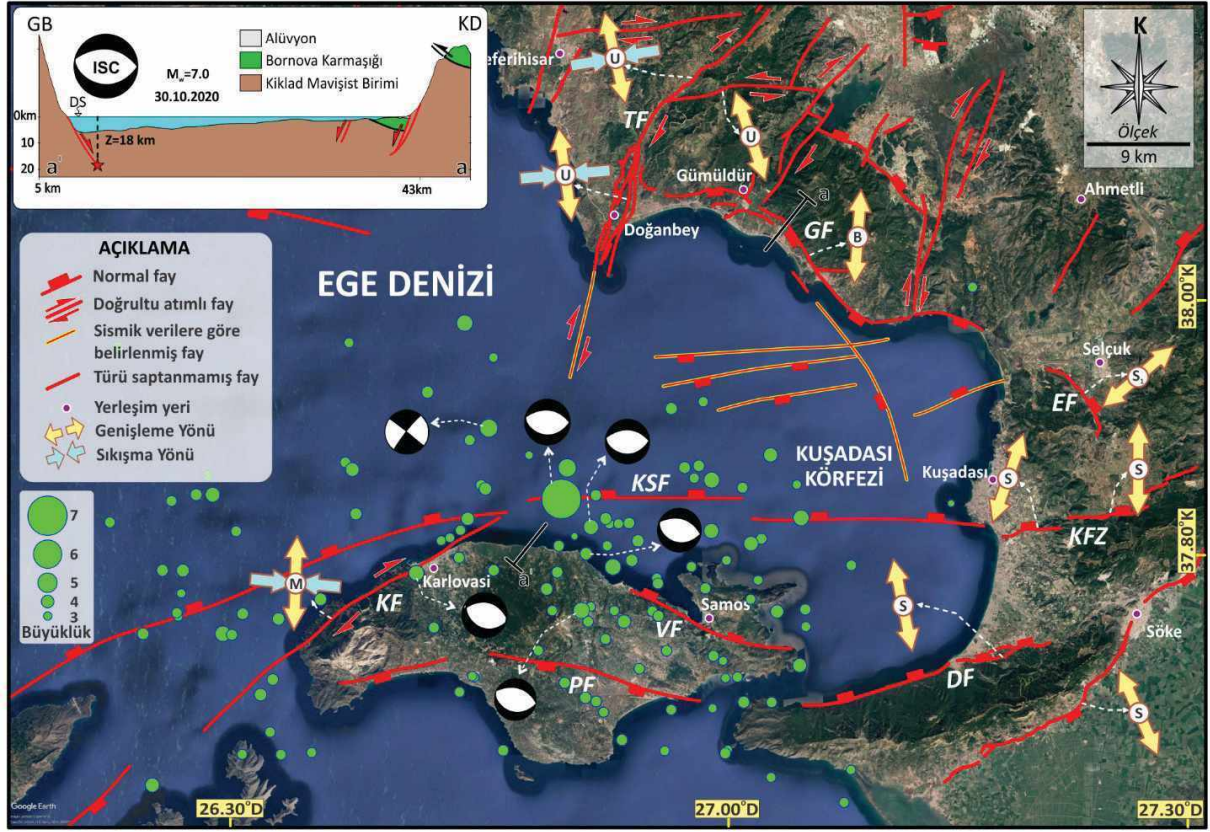 GB
KD
ISC
Mw=7.0
30.10.2020
Alüvyon
Bornova Karmaşığı
Kiklad Mavişist Birimi
DS
0km
10
20
Z=18 km
a'
a
5 km
43km
K
Ölçek
9 km
eferihisar
U
TF
U
U
Gümüldür
Doğanbey
a
GF
B
Ahmetli
38.00°K
AÇIKLAMA
Normal fay
Doğrultu atımlı fay
Sismik verilere göre
belirlenmiş fay
Türü saptanmamış fay
Yerleşim yeri
Genişleme Yönü
Sıkışma Yönü
EGE DENİZİ
Selçuk
S1
EF
KUŞADASI
KÖRFEZİ
Kuşadası
S
S
KSF
KFZ
37.80°K
7
6
5
4
3
Büyüklük
M
Karlovasi
a'
KF
Samos
VF
S
Söke
PF
DF
S
Google Earth
26.30°D
27.00°D
27.30°D